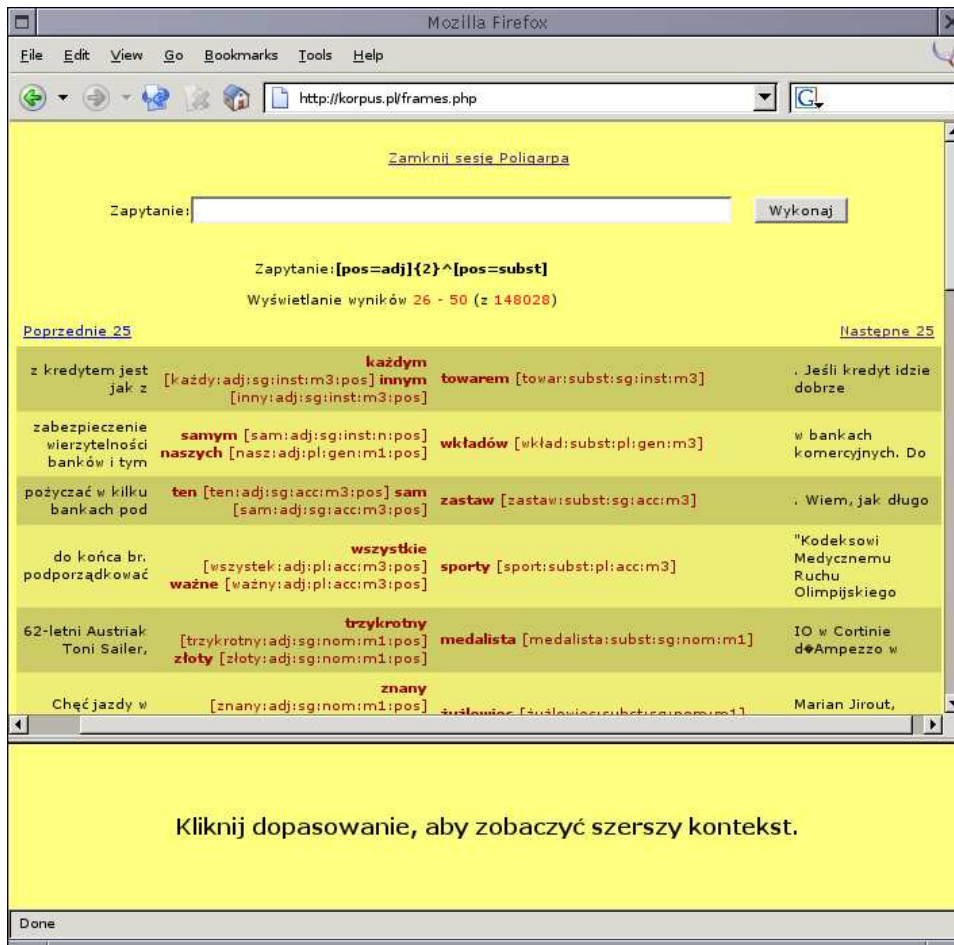 Mozilla Firefox
File Edit View Go Bookmarks Tools Help
http://korpus.pl/frames.php
G
Zamknij sesję Poliqarpa
Zapytanie: Wykonaj
Zapytanie:[pos=adj]{2}^[pos=subst]
Wyświetlanie wyników 26 - 50 (z 148028)
Poprzednie 25 Następne 25
z kredytem jest
jak z
każdym
[każdy:adj:sg:inst:m3:pos] innym
[inny:adj:sg:inst:m3:pos]
towarem [towar:subst:sg:inst:m3]
. Jeśli kredyt idzie
dobrze
zabezpieczenie
wierzytelności
banków i tym
samym [sam:adj:sg:inst:n:pos]
naszych [nasz:adj:pl:gen:m1:pos]
wkładów [wkład:subst:pl:gen:m3]
w bankach
komercyjnych. Do
pożyczać w kilku
bankach pod
ten [ten:adj:sg:acc:m3:pos] sam
[sam:adj:sg:acc:m3:pos]
zastaw [zastaw:subst:sg:acc:m3]
. Wiem, jak długo
do końca br.
podporządkować
wszystkie
[wszystek:adj:pl:acc:m3:pos]
ważne [ważny:adj:pl:acc:m3:pos]
sporty [sport:subst:pl:acc:m3]
"Kodeksowi
Medycznemu
Ruchu
Olimpijskiego
62-letni Austriak
Toni Sailer,
trzykrotny
[trzykrotny:adj:sg:nom:m1:pos]
złoty [złoty:adj:sg:nom:m1:pos]
medalista [medalista:subst:sg:nom:m1]
IO w Cortinie
d�Ampezzo w
Chęć jazdy w
znany
[znany:adj:sg:nom:m1:pos]
żużlowiec [żużlowiec:subst:sg:nom:m1]
Marian Jirout,
Kliknij dopasowanie, aby zobaczyć szerszy kontekst.
Done